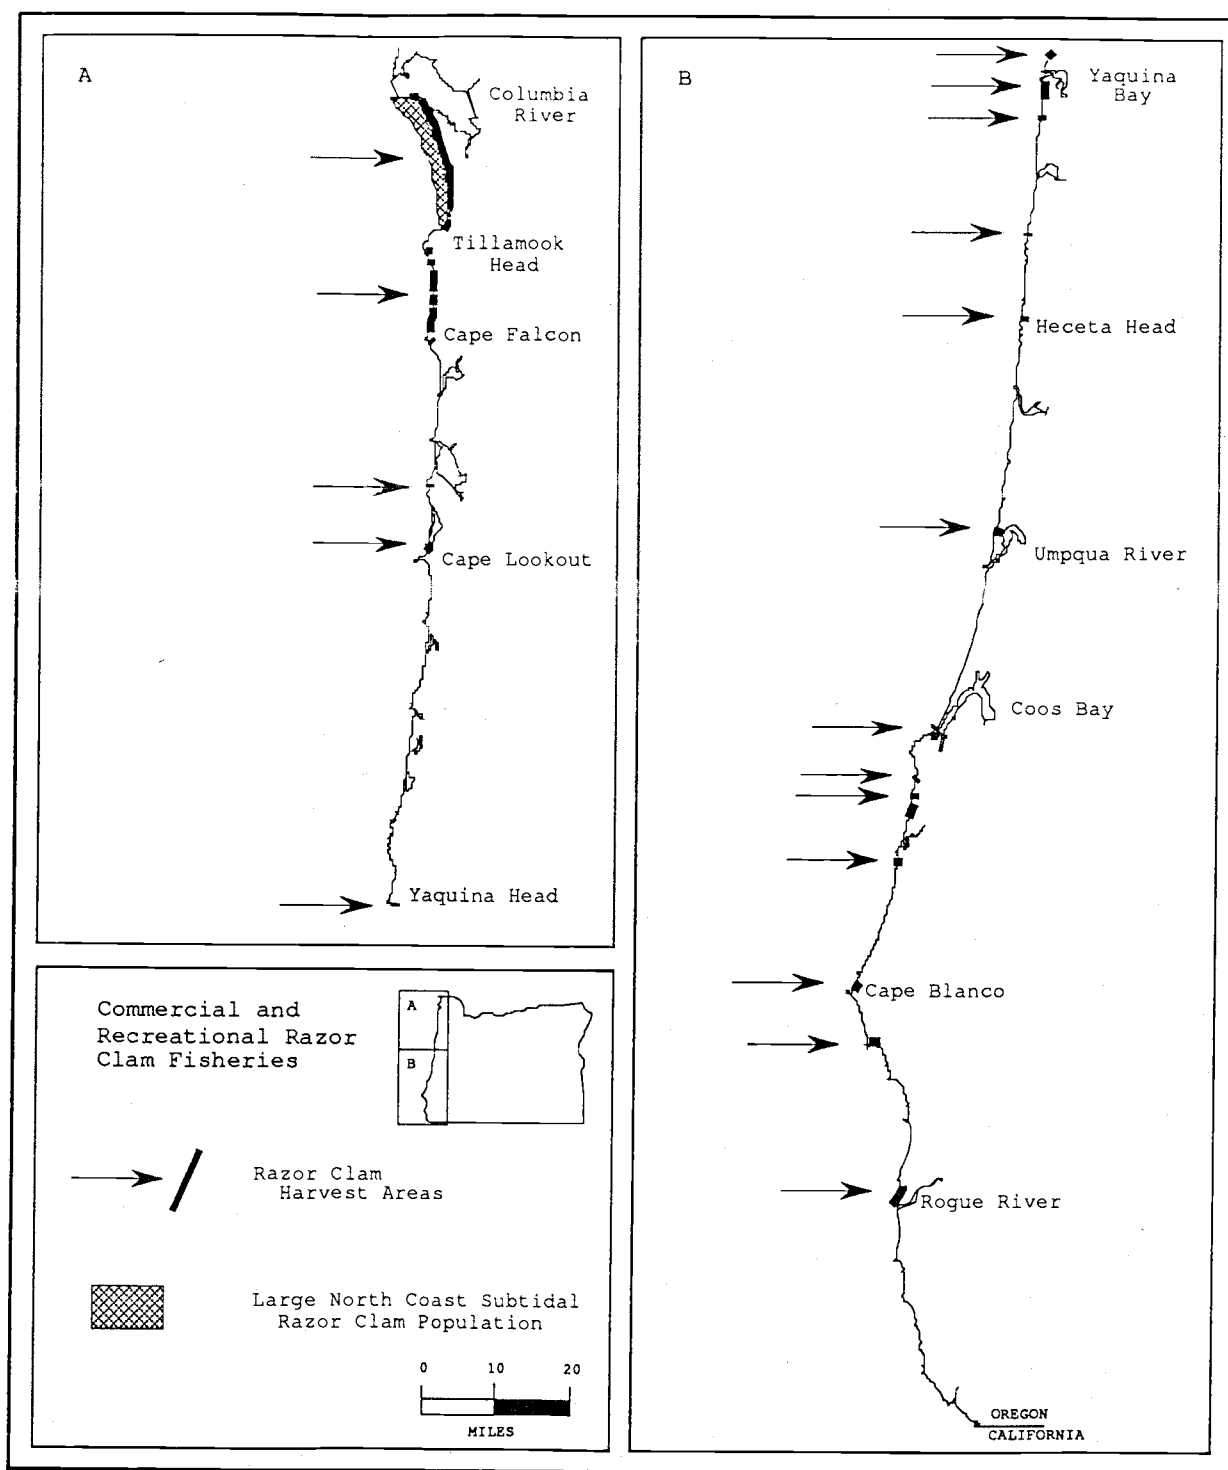 A
Columbia
River
Tillamook
Head
Cape Falcon
Cape Lookout
Yaquina Head
B
Yaquina
Bay
Heceta Head
Umpqua River
Coos Bay
Cape Blanco
Rogue River
OREGON
CALIFORNIA
Commercial and
Recreational Razor
Clam Fisheries
A
B
Razor Clam
Harvest Areas
Large North Coast Subtidal
Razor Clam Population
0 10 20
MILES